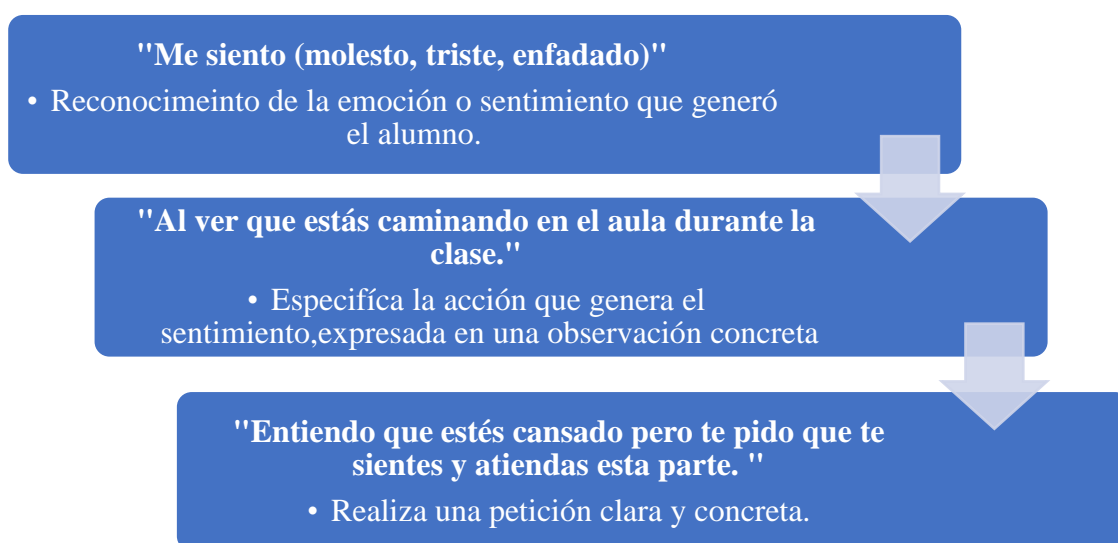 "Me siento (molesto, triste, enfadado)"
• Reconocimeinto de la emoción o sentimiento que generó
el alumno.
"Al ver que estás caminando en el aula durante la
clase."
• Especifíca la acción que genera el
sentimiento,expresada en una observación concreta
"Entiendo que estés cansado pero te pido que te
sientes y atiendas esta parte. "
• Realiza una petición clara y concreta.